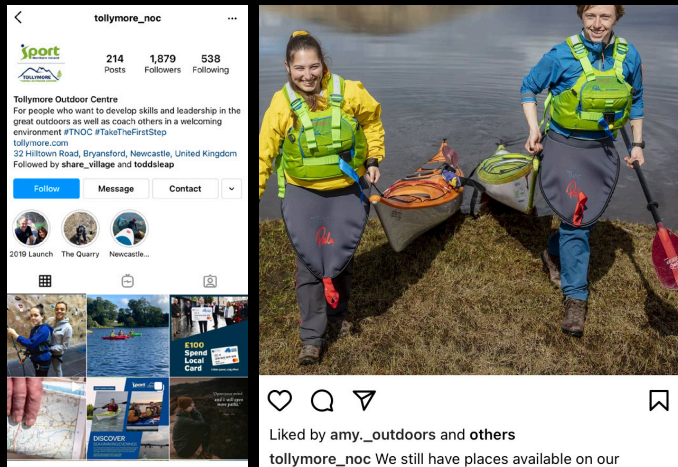 tollymore_noc
Sport
Northern Ireland
TOLLYMORE
214
1,879
538
Posts
Followers
Following
Tollymore Outdoor Centre
For people who want to develop skills and leadership in the
great outdoors as well as coach others in a welcoming
environment #TNOC #TakeTheFirstStep
tollymore.com
32 Hilltown Road, Bryansford, Newcastle, United Kingdom
Followed by share_village and toddsleap
Follow
Message
Contact
2019 Launch
The Quarry
Newcastle...
£100
Spend
Local
Card
sport
DISCOVER
Palm
Liked by amy._outdoors and others
tollymore_noc We still have places available on our